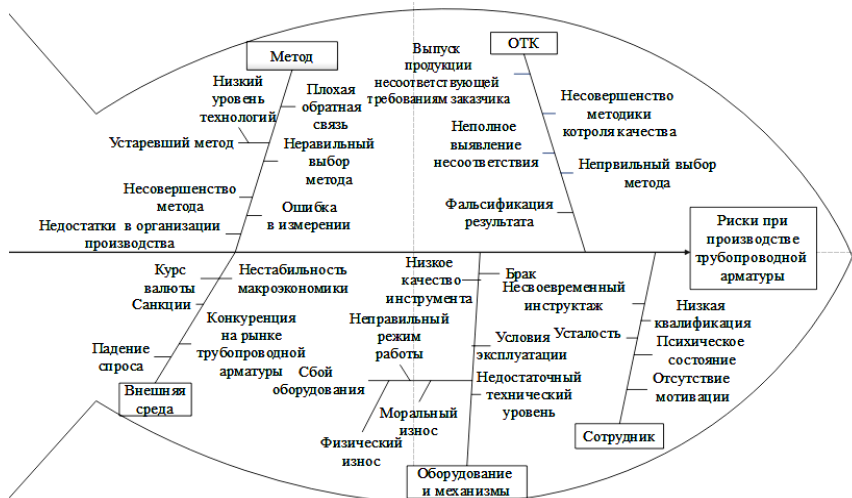 Метод
Низкий
уровень
технологий
Плохая
обратная
связь
Устаревший метод
Неравильный
выбор
метода
Несовершенство
метода
Ошибка
в измерении
Недостатки в организации
производства
ОТК
Выпуск
продукции
несоответствующей
требованиям заказчика
Несовершенство
методики
котроля качества
Неполное
выявление
несоответствия
Непрвильный выбор
метода
Фальсификация
результата
Риски при
производстве
трубопроводной
арматуры
Курс
валюты
Нестабильность
макроэкономики
Санкции
Конкуренция
на рынке
трубопроводной
арматуры
Падение
спроса
Внешняя
среда
Низкое
качество
инструмента
Брак
Неправильный
режим
работы
Условия
эксплуатации
Сбой
оборудования
Недостаточный
технический
уровень
Моральный
износ
Физический
износ
Оборудование
и механизмы
Несвоевременный
инструктаж
Низкая
квалификация
Усталость
Психическое
состояние
Отсутствие
мотивации
Сотрудник